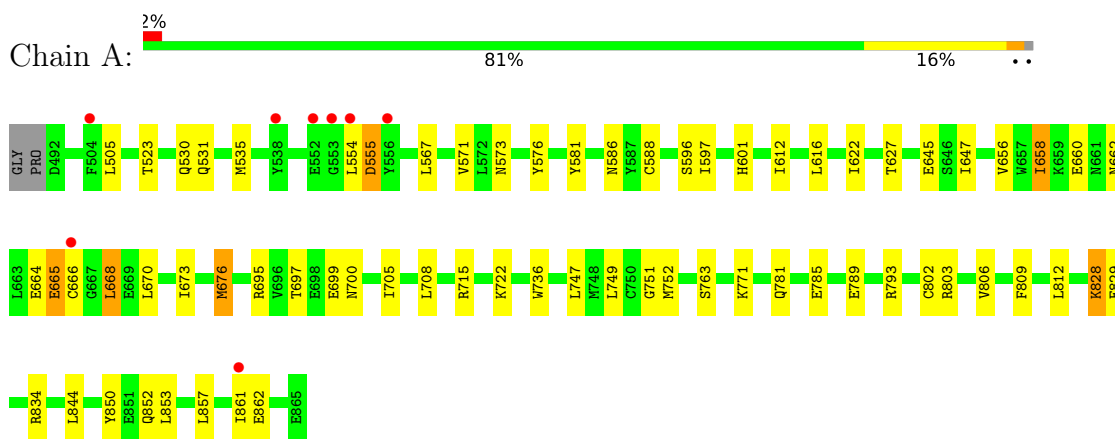 2%
Chain A:
81% 16% • •
GLY PRO D492 F504 L505 T523 Q530 Q531 M535 Y538 E552 G553 L554 D555 Y556 L567 V571 L572 N573 Y576 Y581 N586 Y587 C588 S596 I597 H601 I612 L616 I622 T627 E645 S646 I647 V656 W657 I658 K659 E660 N661 N662
L663 E664 E665 C666 G667 L668 E669 L670 I673 M676 R695 V696 T697 E698 E699 N700 I705 L708 R715 K722 W736 L747 M748 L749 C750 G751 M752 S763 K771 Q781 E785 E789 R793 C802 R803 V806 F809 L812 K828
R834 L844 Y850 E851 Q852 L853 L857 I861 E862 E865